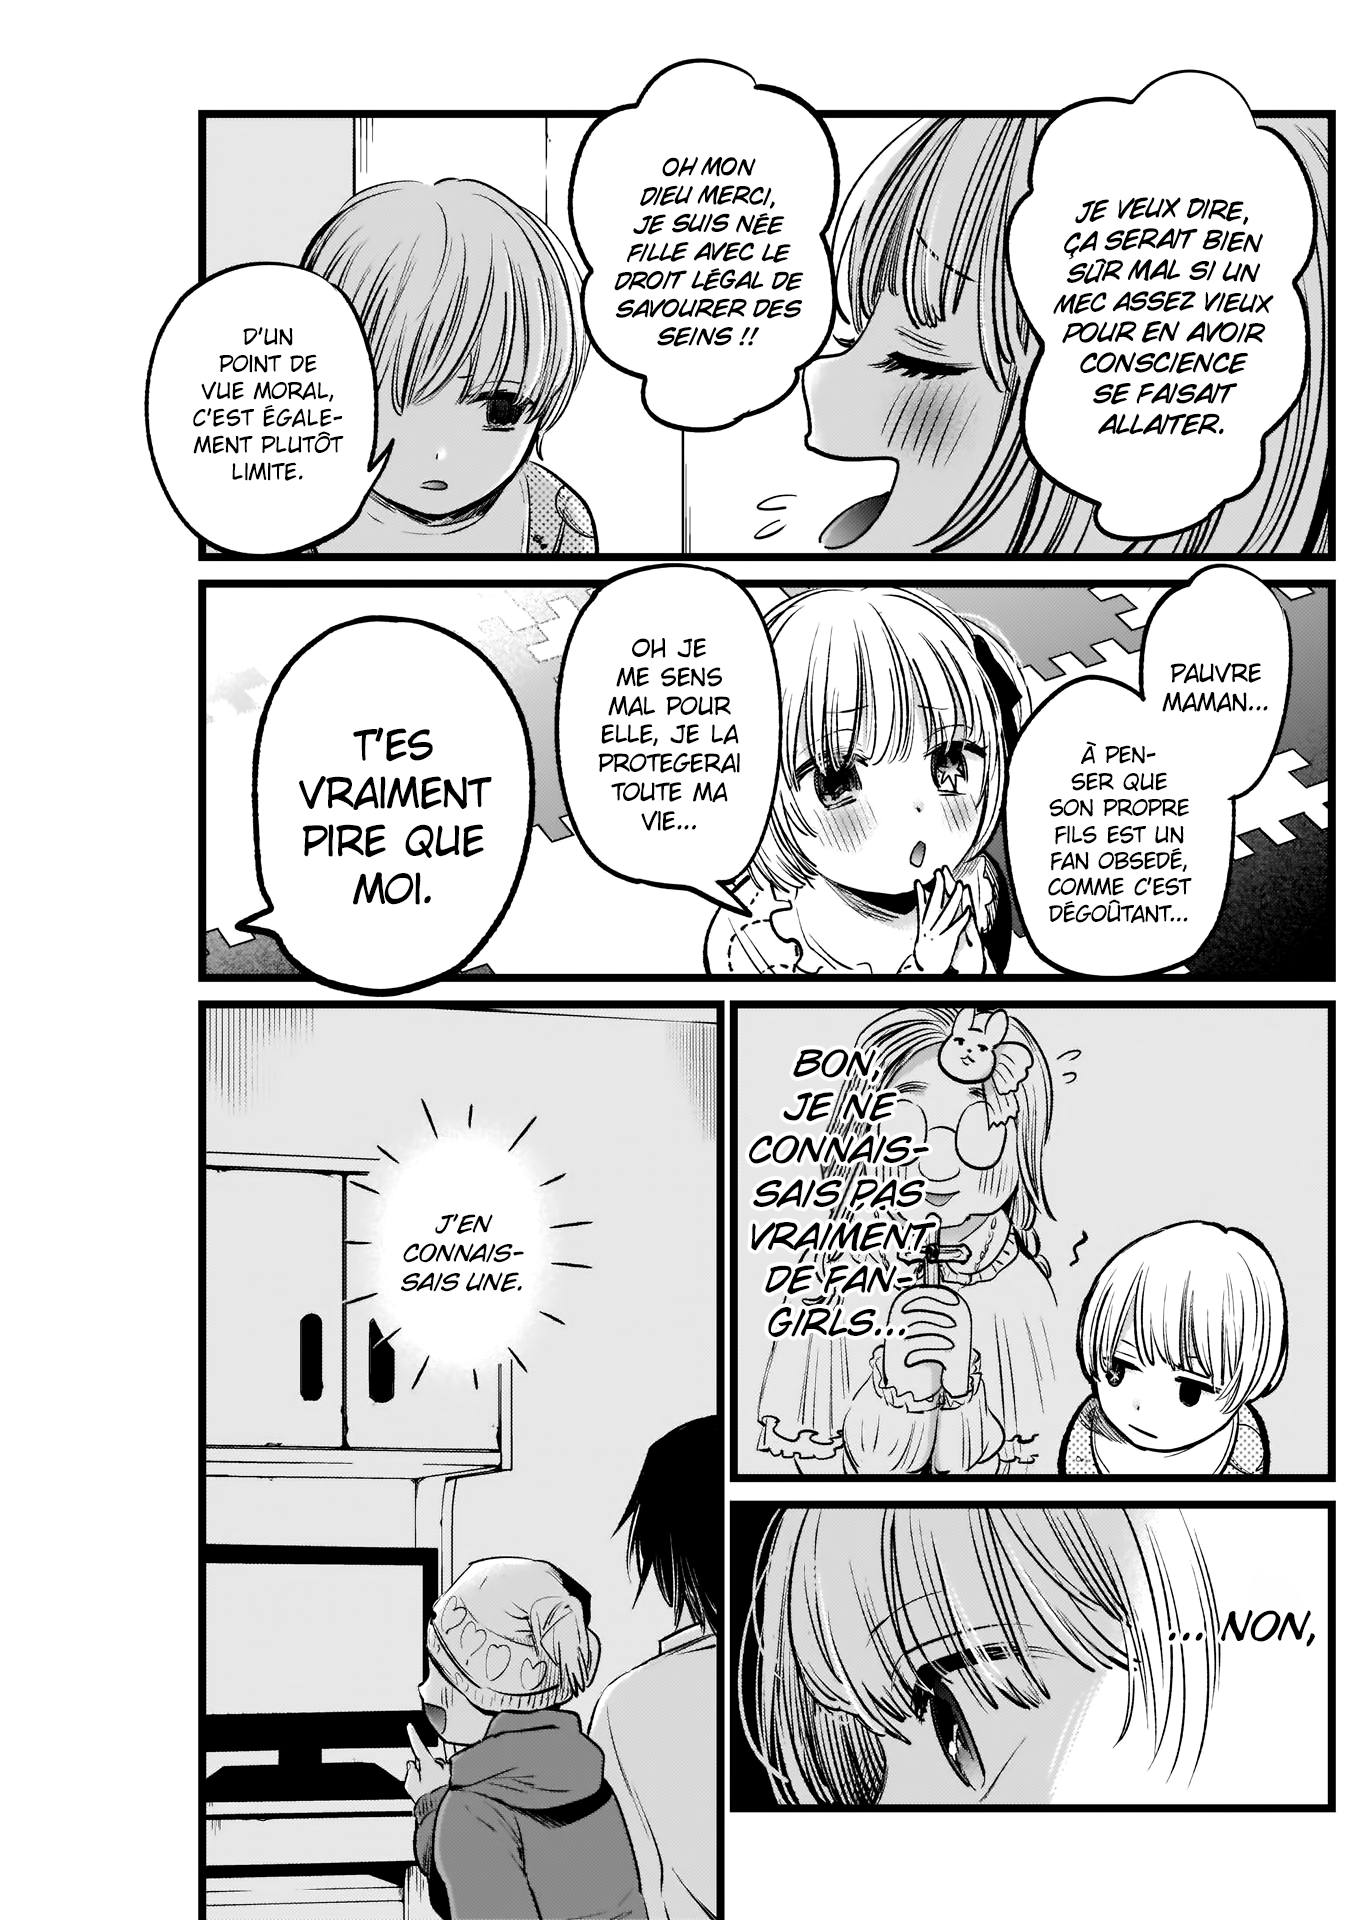 JE VEUX DIRE,
ÇA SERAIT BIEN
SÛR MAL SI UN
MEC ASSEZ VIEUX
POUR EN AVOIR
CONSCIENCE
SE FAISAIT
ALLAITER.
OH MON
DIEU MERCI,
JE SUIS NÉE
FILLE AVEC LE
DROIT LÉGAL DE
SAVOURER DES
SEINS !!
D'UN
POINT DE
VUE MORAL,
C'EST ÉGALE-
MENT PLUTÔT
LIMITE.
PAUVRE
MAMAN...
À PEN-
SER QUE
SON PROPRE
FILS EST UN
FAN OBSEDÉ,
COMME C'EST
DÉGOÛTANT...
OH JE
ME SENS
MAL POUR
ELLE, JE LA
PROTEGERAI
TOUTE MA
VIE...
T'ES
VRAIMENT
PIRE QUE
MOI.
BON,
JE NE
CONNAIS-
SAIS PAS
VRAIMENT
DE FAN-
GIRLS...
... NON,
J'EN
CONNAIS-
SAIS UNE.